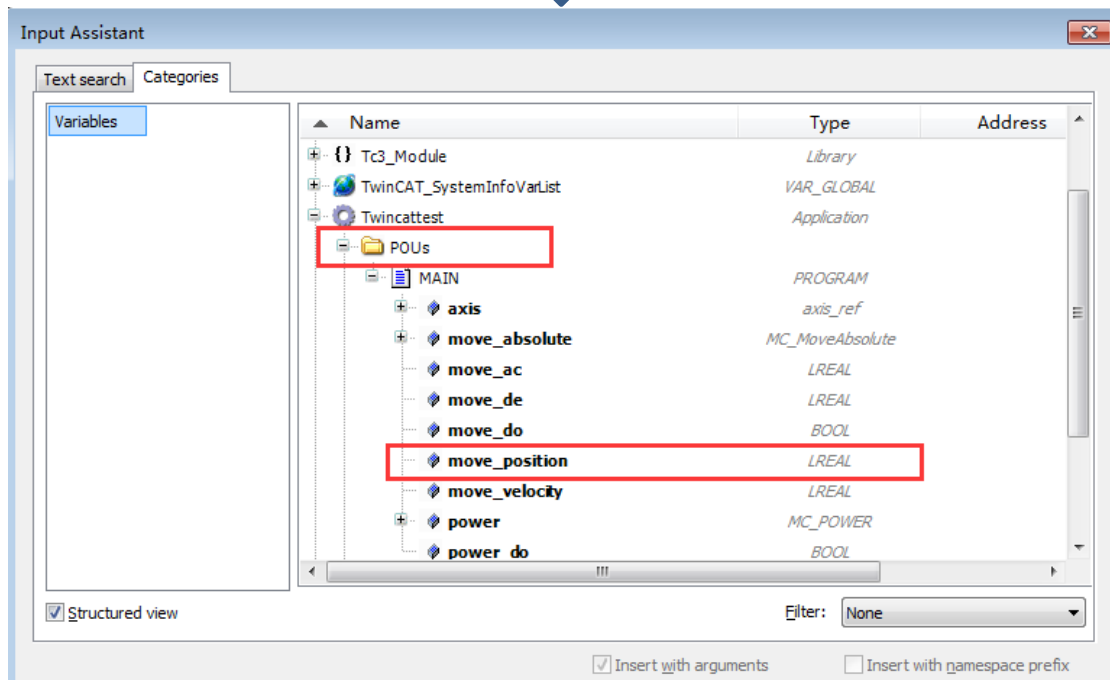 Input Assistant
Text search Categories
Variables
Name Type Address
{} Tc3_Module Library
TwinCAT_SystemInfoVarList VAR_GLOBAL
Twincattest Application
POUs
MAIN PROGRAM
axis axis_ref
move_absolute MC_MoveAbsolute
move_ac LREAL
move_de LREAL
move_do BOOL
move_position LREAL
move_velocity LREAL
power MC_POWER
power_do BOOL
Structured view Filter: None
Insert with arguments Insert with namespace prefix